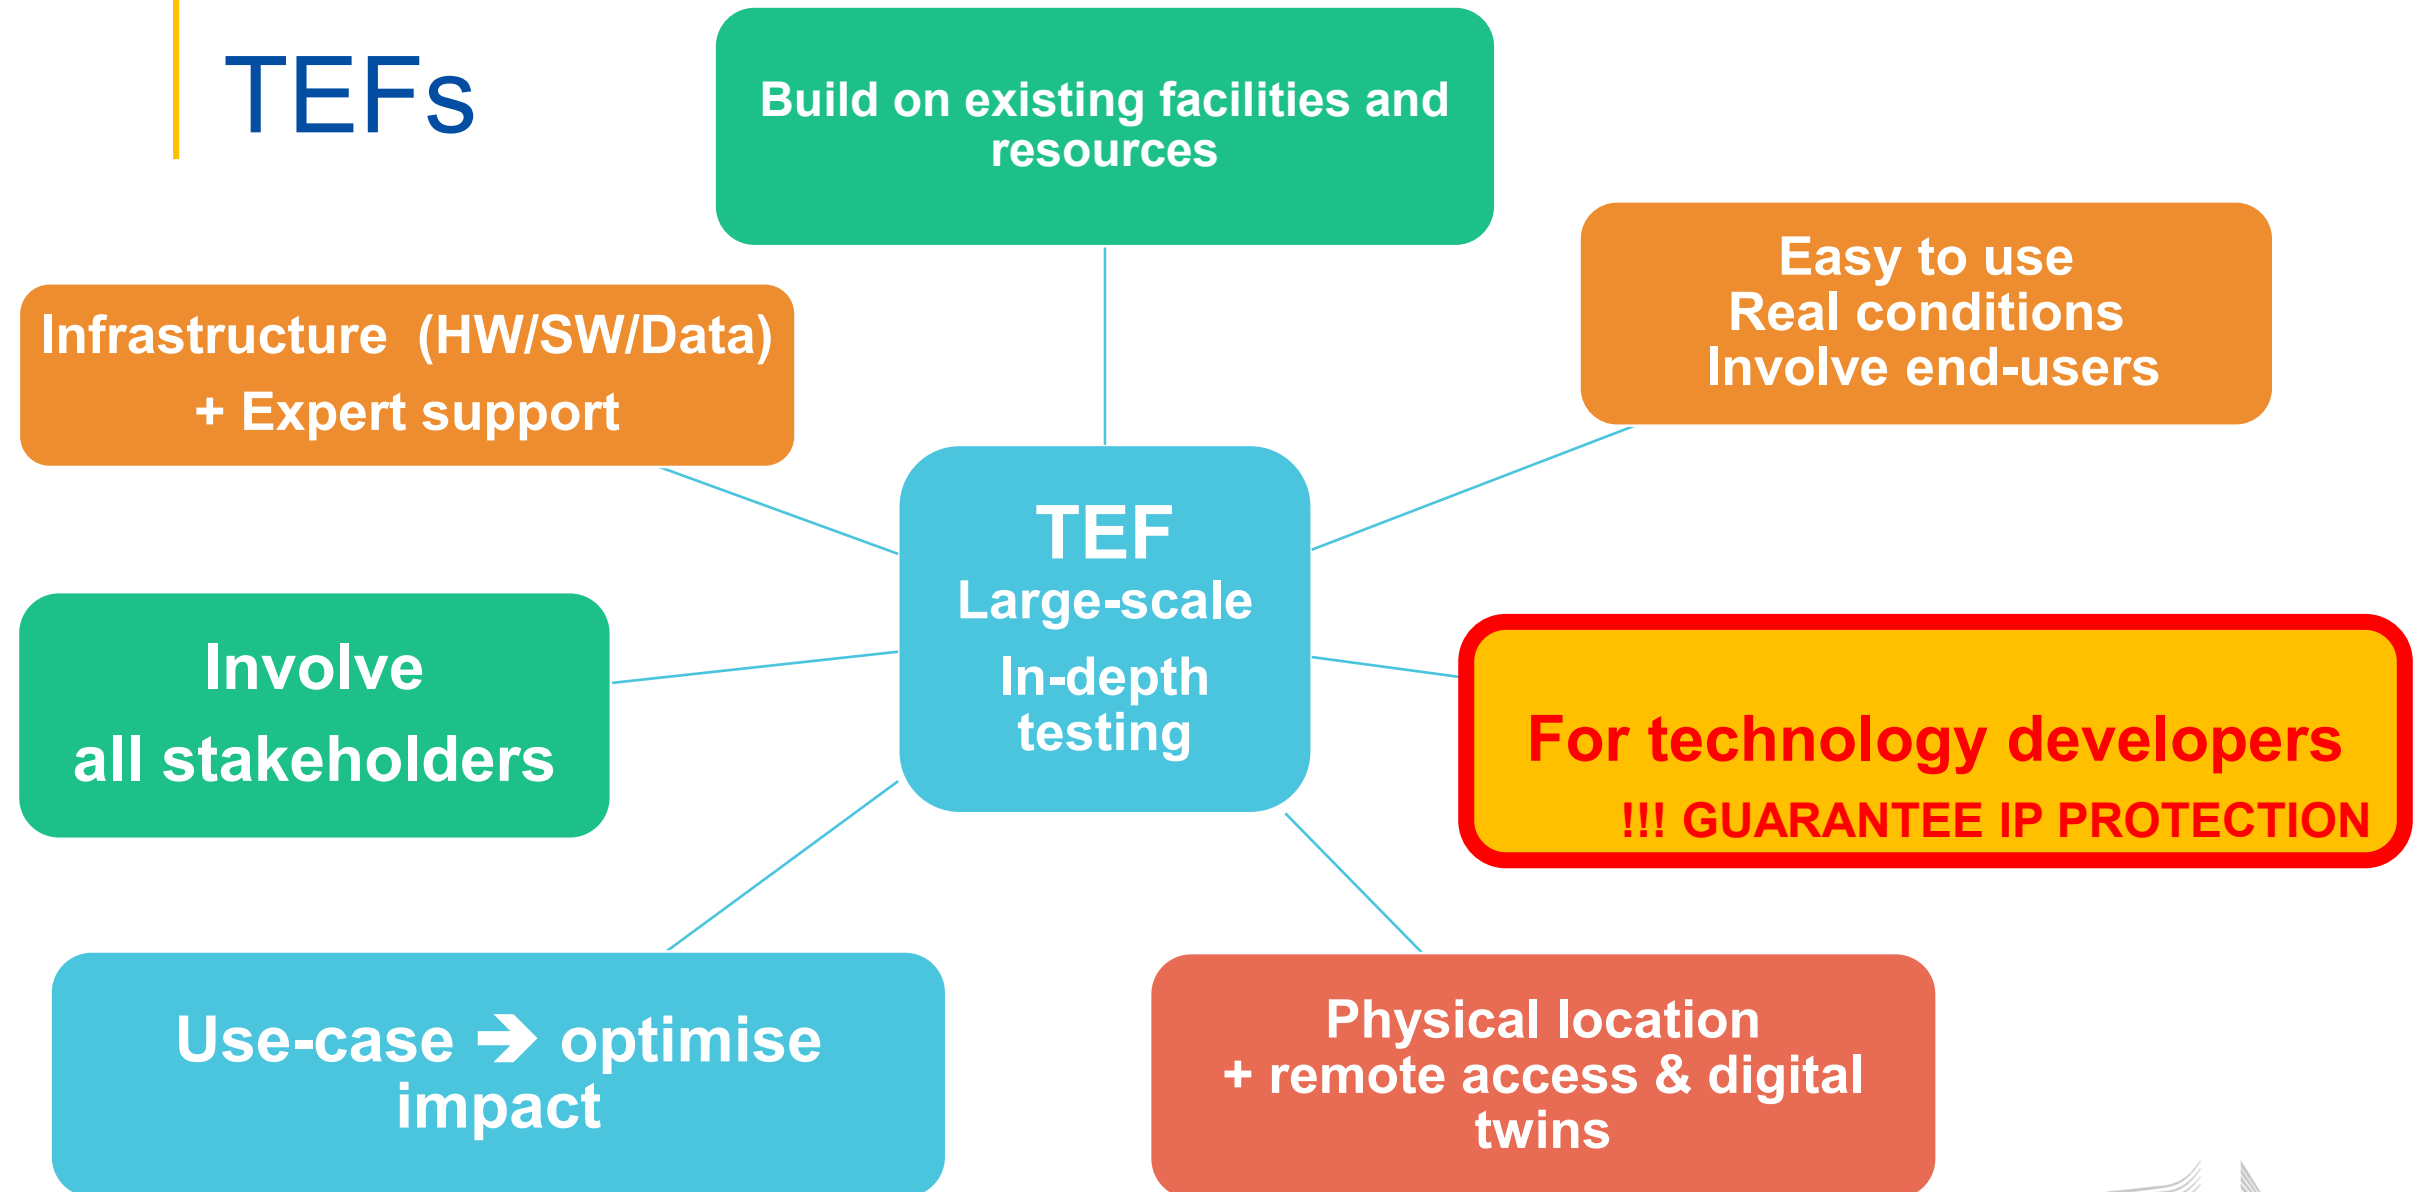 TEFs
Build on existing facilities and
resources
Easy to use
Real conditions
Involve end-users
Infrastructure (HW/SW/Data)
+ Expert support
TEF
Large-scale
In-depth
testing
Involve
all stakeholders
For technology developers
!!! GUARANTEE IP PROTECTION
Use-case ➔ optimise
impact
Physical location
+ remote access & digital
twins